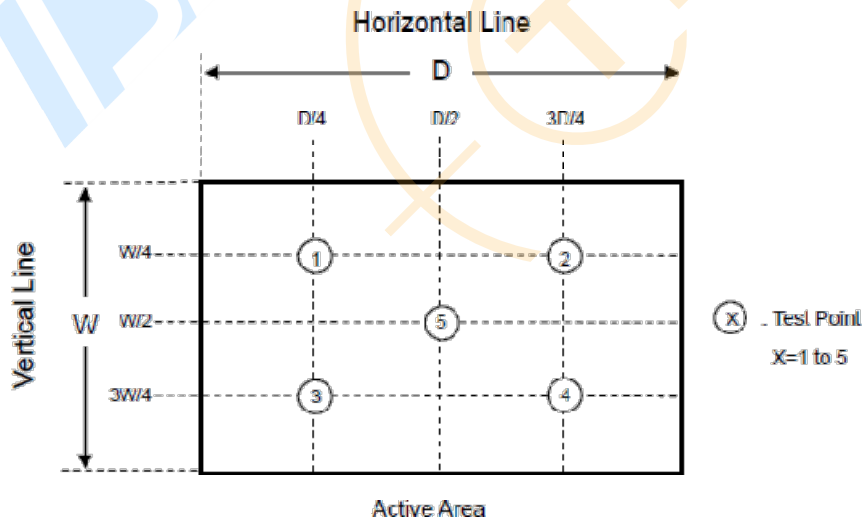 Horizontal Line
D
D/4 D/2 3D/4
Vertical Line
W
W/4
W/2
3W/4
1 2
5
3 4
X - Test Point
X=1 to 5
Active Area